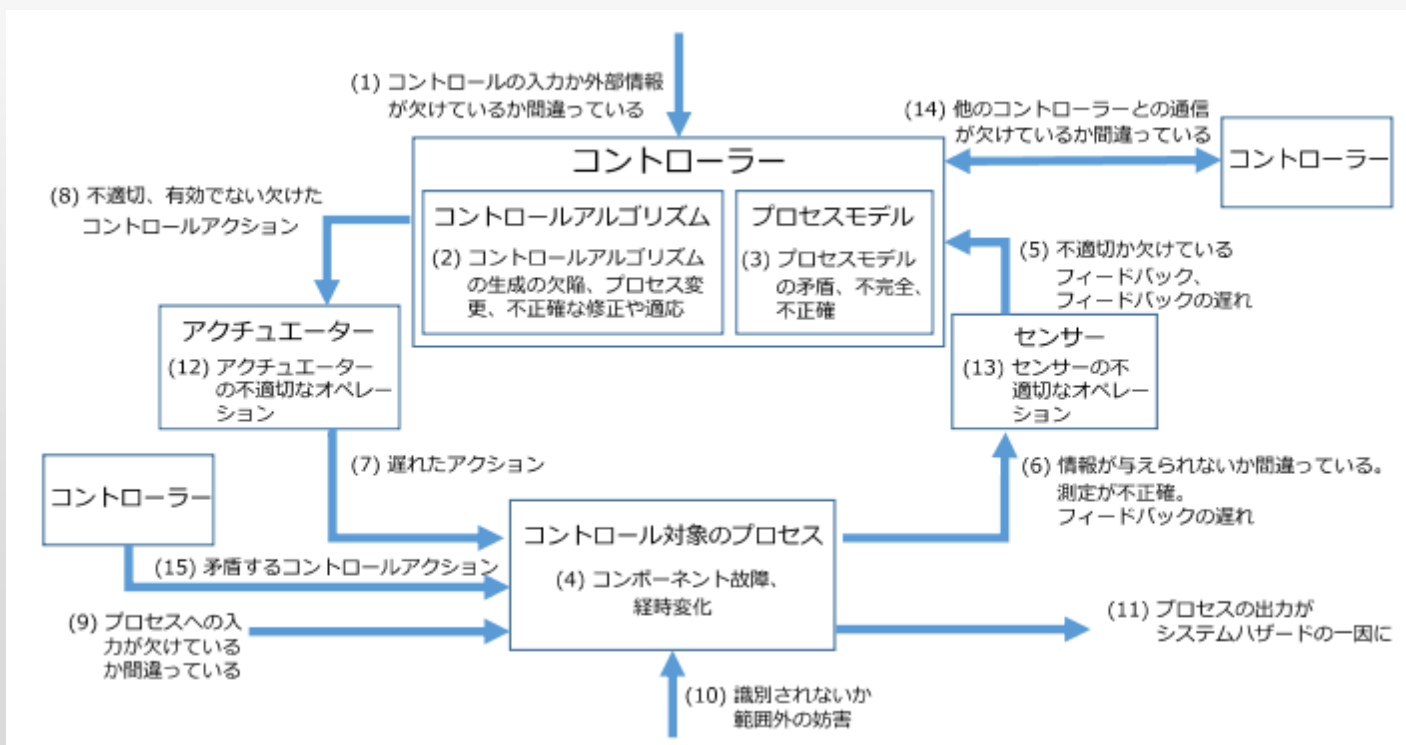 (1) コントロールの入力か外部情報
が欠けているか間違っている
(14) 他のコントローラーとの通信
が欠けているか間違っている
コントローラー
コントローラー
(8) 不適切、有効でない欠けた
コントロールアクション
コントロールアルゴリズム
(2) コントロールアルゴリズム
の生成の欠陥、プロセス変
更、不正確な修正や適応
プロセスモデル
(3) プロセスモデル
の矛盾、不完全、
不正確
(5) 不適切か欠けている
フィードバック、
フィードバックの遅れ
アクチュエーター
(12) アクチュエーター
の不適切なオペレー
ション
センサー
(13) センサーの不
適切なオペレー
ション
(7) 遅れたアクション
(6) 情報が与えられないか間違っている。
測定が不正確。
フィードバックの遅れ
コントローラー
コントロール対象のプロセス
(4) コンポーネント故障、
経時変化
(15) 矛盾するコントロールアクション
(9) プロセスへの入
力が欠けている
か間違っている
(11) プロセスの出力が
システムハザードの一因に
(10) 識別されないか
範囲外の妨害